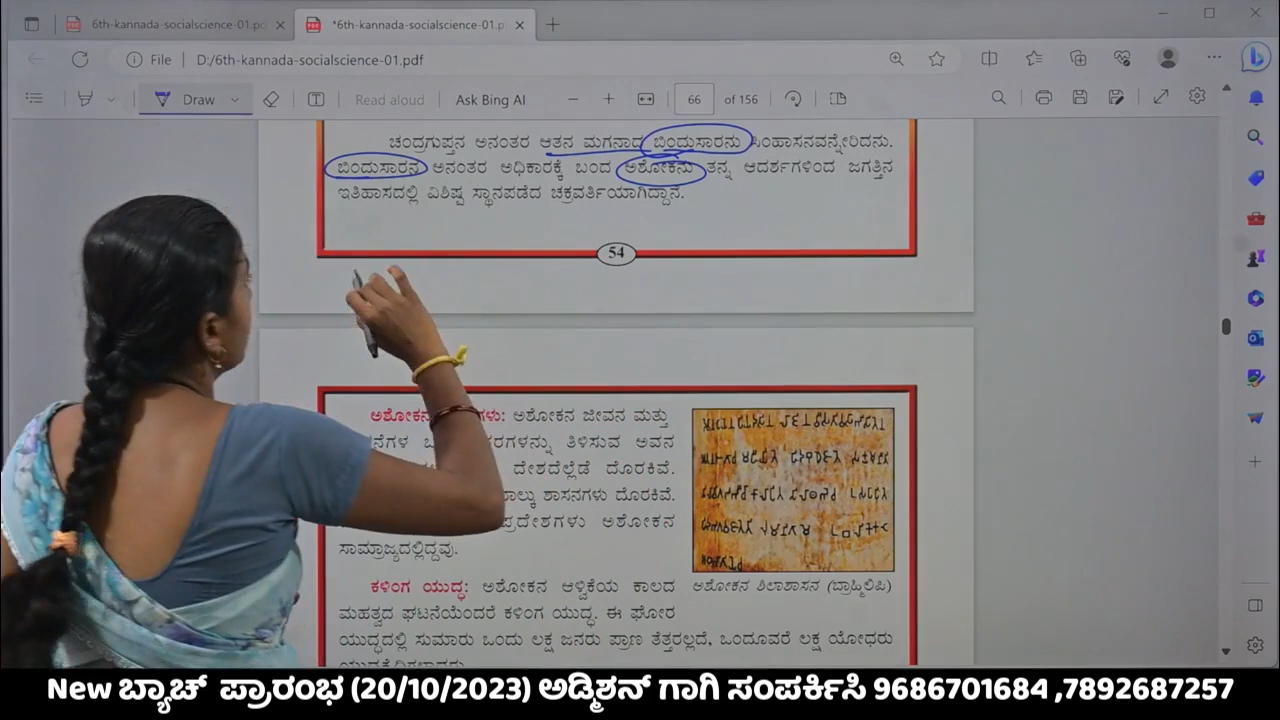 6th-kannada-socialscience-01.pd
*6th-kannada-socialscience-01.p
File D:/6th-kannada-socialscience-01.pdf
Draw Read aloud Ask Bing AI 66 of 156
ಚಂದ್ರಗುಪ್ತನ ಅನಂತರ ಆತನ ಮಗನಾದ ಬಿಂದುಸಾರನು ಸಿಂಹಾಸನವನ್ನೇರಿದನು.
ಬಿಂದುಸಾರನ ಅನಂತರ ಅಧಿಕಾರಕ್ಕೆ ಬಂದ ಅಶೋಕನು ತನ್ನ ಆದರ್ಶಗಳಿಂದ ಜಗತ್ತಿನ
ಇತಿಹಾಸದಲ್ಲಿ ವಿಶಿಷ್ಟ ಸ್ಥಾನಪಡೆದ ಚಕ್ರವರ್ತಿಯಾಗಿದ್ದಾನೆ.
54
ಅಶೋಕನ ಅಶೋಕನ ಜೀವನ ಮತ್ತು
ತಿಳಿಸುವ ಅವನ
ದೇಶದೆಲ್ಲೆಡೆ ದೊರಕಿವೆ.
ಶಾಸನಗಳು ದೊರಕಿವೆ.
ಪ್ರದೇಶಗಳು ಅಶೋಕನ
ಸಾಮ್ರಾಜ್ಯದಲ್ಲಿದ್ದವು.
ಅಶೋಕನ ಶಿಲಾಶಾಸನ (ಬ್ರಾಹ್ಮಿಲಿಪಿ)
ಕಳಿಂಗ ಯುದ್ಧ: ಅಶೋಕನ ಆಳ್ವಿಕೆಯ ಕಾಲದ
ಮಹತ್ವದ ಘಟನೆಯೆಂದರೆ ಕಳಿಂಗ ಯುದ್ಧ. ಈ ಘೋರ
ಯುದ್ಧದಲ್ಲಿ ಸುಮಾರು ಒಂದು ಲಕ್ಷ ಜನರು ಪ್ರಾಣ ತೆತ್ತರಲ್ಲದೆ, ಒಂದೂವರೆ ಲಕ್ಷ ಯೋಧರು
New ಬ್ಯಾಚ್ ಪ್ರಾರಂಭ (20/10/2023) ಅಡ್ಮಿಶನ್ ಗಾಗಿ ಸಂಪರ್ಕಿಸಿ 9686701684 ,7892687257